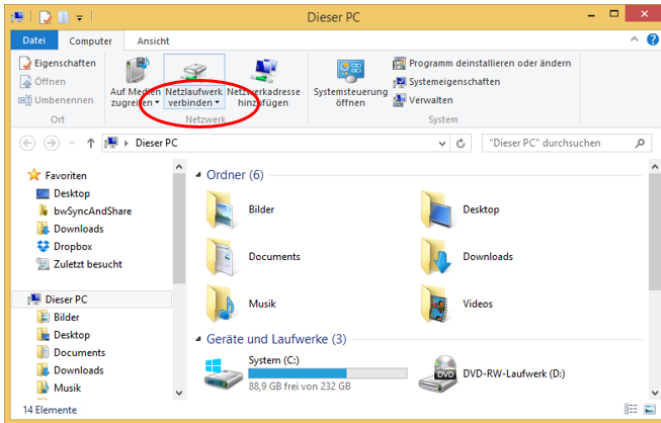 Dieser PC
Datei Computer Ansicht
Eigenschaften
Öffnen
Umbenennen
Ort
Auf Medien zugreifen
Netzlaufwerk verbinden
Netzwerkadresse hinzufügen
Netzwerk
Systemsteuerung öffnen
Programm deinstallieren oder ändern
Systemeigenschaften
Verwalten
System
Dieser PC
"Dieser PC" durchsuchen
Favoriten
Desktop
bwSyncAndShare
Downloads
Dropbox
Zuletzt besucht
Dieser PC
Bilder
Desktop
Documents
Downloads
Musik
Ordner (6)
Bilder
Desktop
Documents
Downloads
Musik
Videos
Geräte und Laufwerke (3)
System (C:)
88,9 GB frei von 232 GB
DVD
DVD-RW-Laufwerk (D:)
14 Elemente